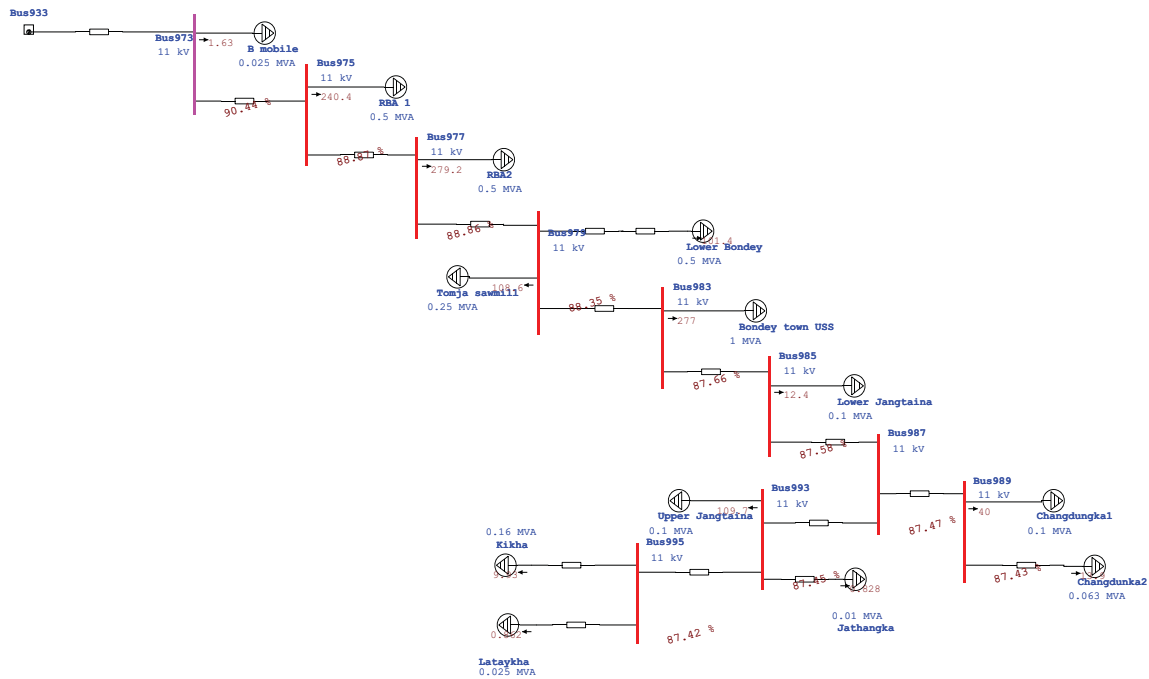 Bus933
Bus973
11 kV
1.63
B mobile
0.025 MVA
90.44 %
Bus975
11 kV
240.4
RBA 1
0.5 MVA
88.87 %
Bus977
11 kV
279.2
RBA2
0.5 MVA
88.86 %
Bus979
11 kV
Lower Bondey
0.5 MVA
108.6
Tomja sawmill
0.25 MVA
88.35 %
Bus983
11 kV
277
Bondey town USS
1 MVA
87.66 %
Bus985
11 kV
12.4
Lower Jangtaina
0.1 MVA
87.58 %
Bus987
11 kV
Bus989
11 kV
40
Changdungka1
0.1 MVA
87.47 %
87.43 %
Changdunka2
0.063 MVA
Bus993
11 kV
109.7
Upper Jangtaina
0.1 MVA
87.45 %
0.01 MVA
Jathangka
Bus995
11 kV
0.16 MVA
Kikha
87.42 %
Lataykha
0.025 MVA